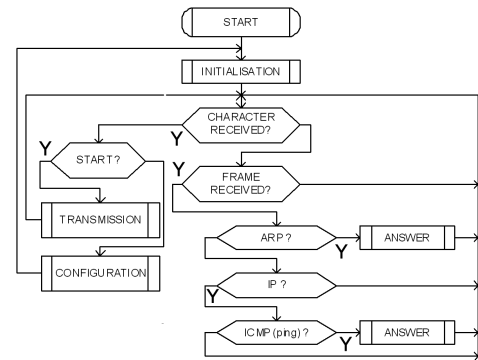 START
INITIALISATION
CHARACTER
RECEIVED?
Y
Y
START?
Y
FRAME
RECEIVED?
TRANSMISSION
ARP ?
Y
ANSWER
CONFIGURATION
IP ?
Y
ICMP (ping) ?
Y
ANSWER